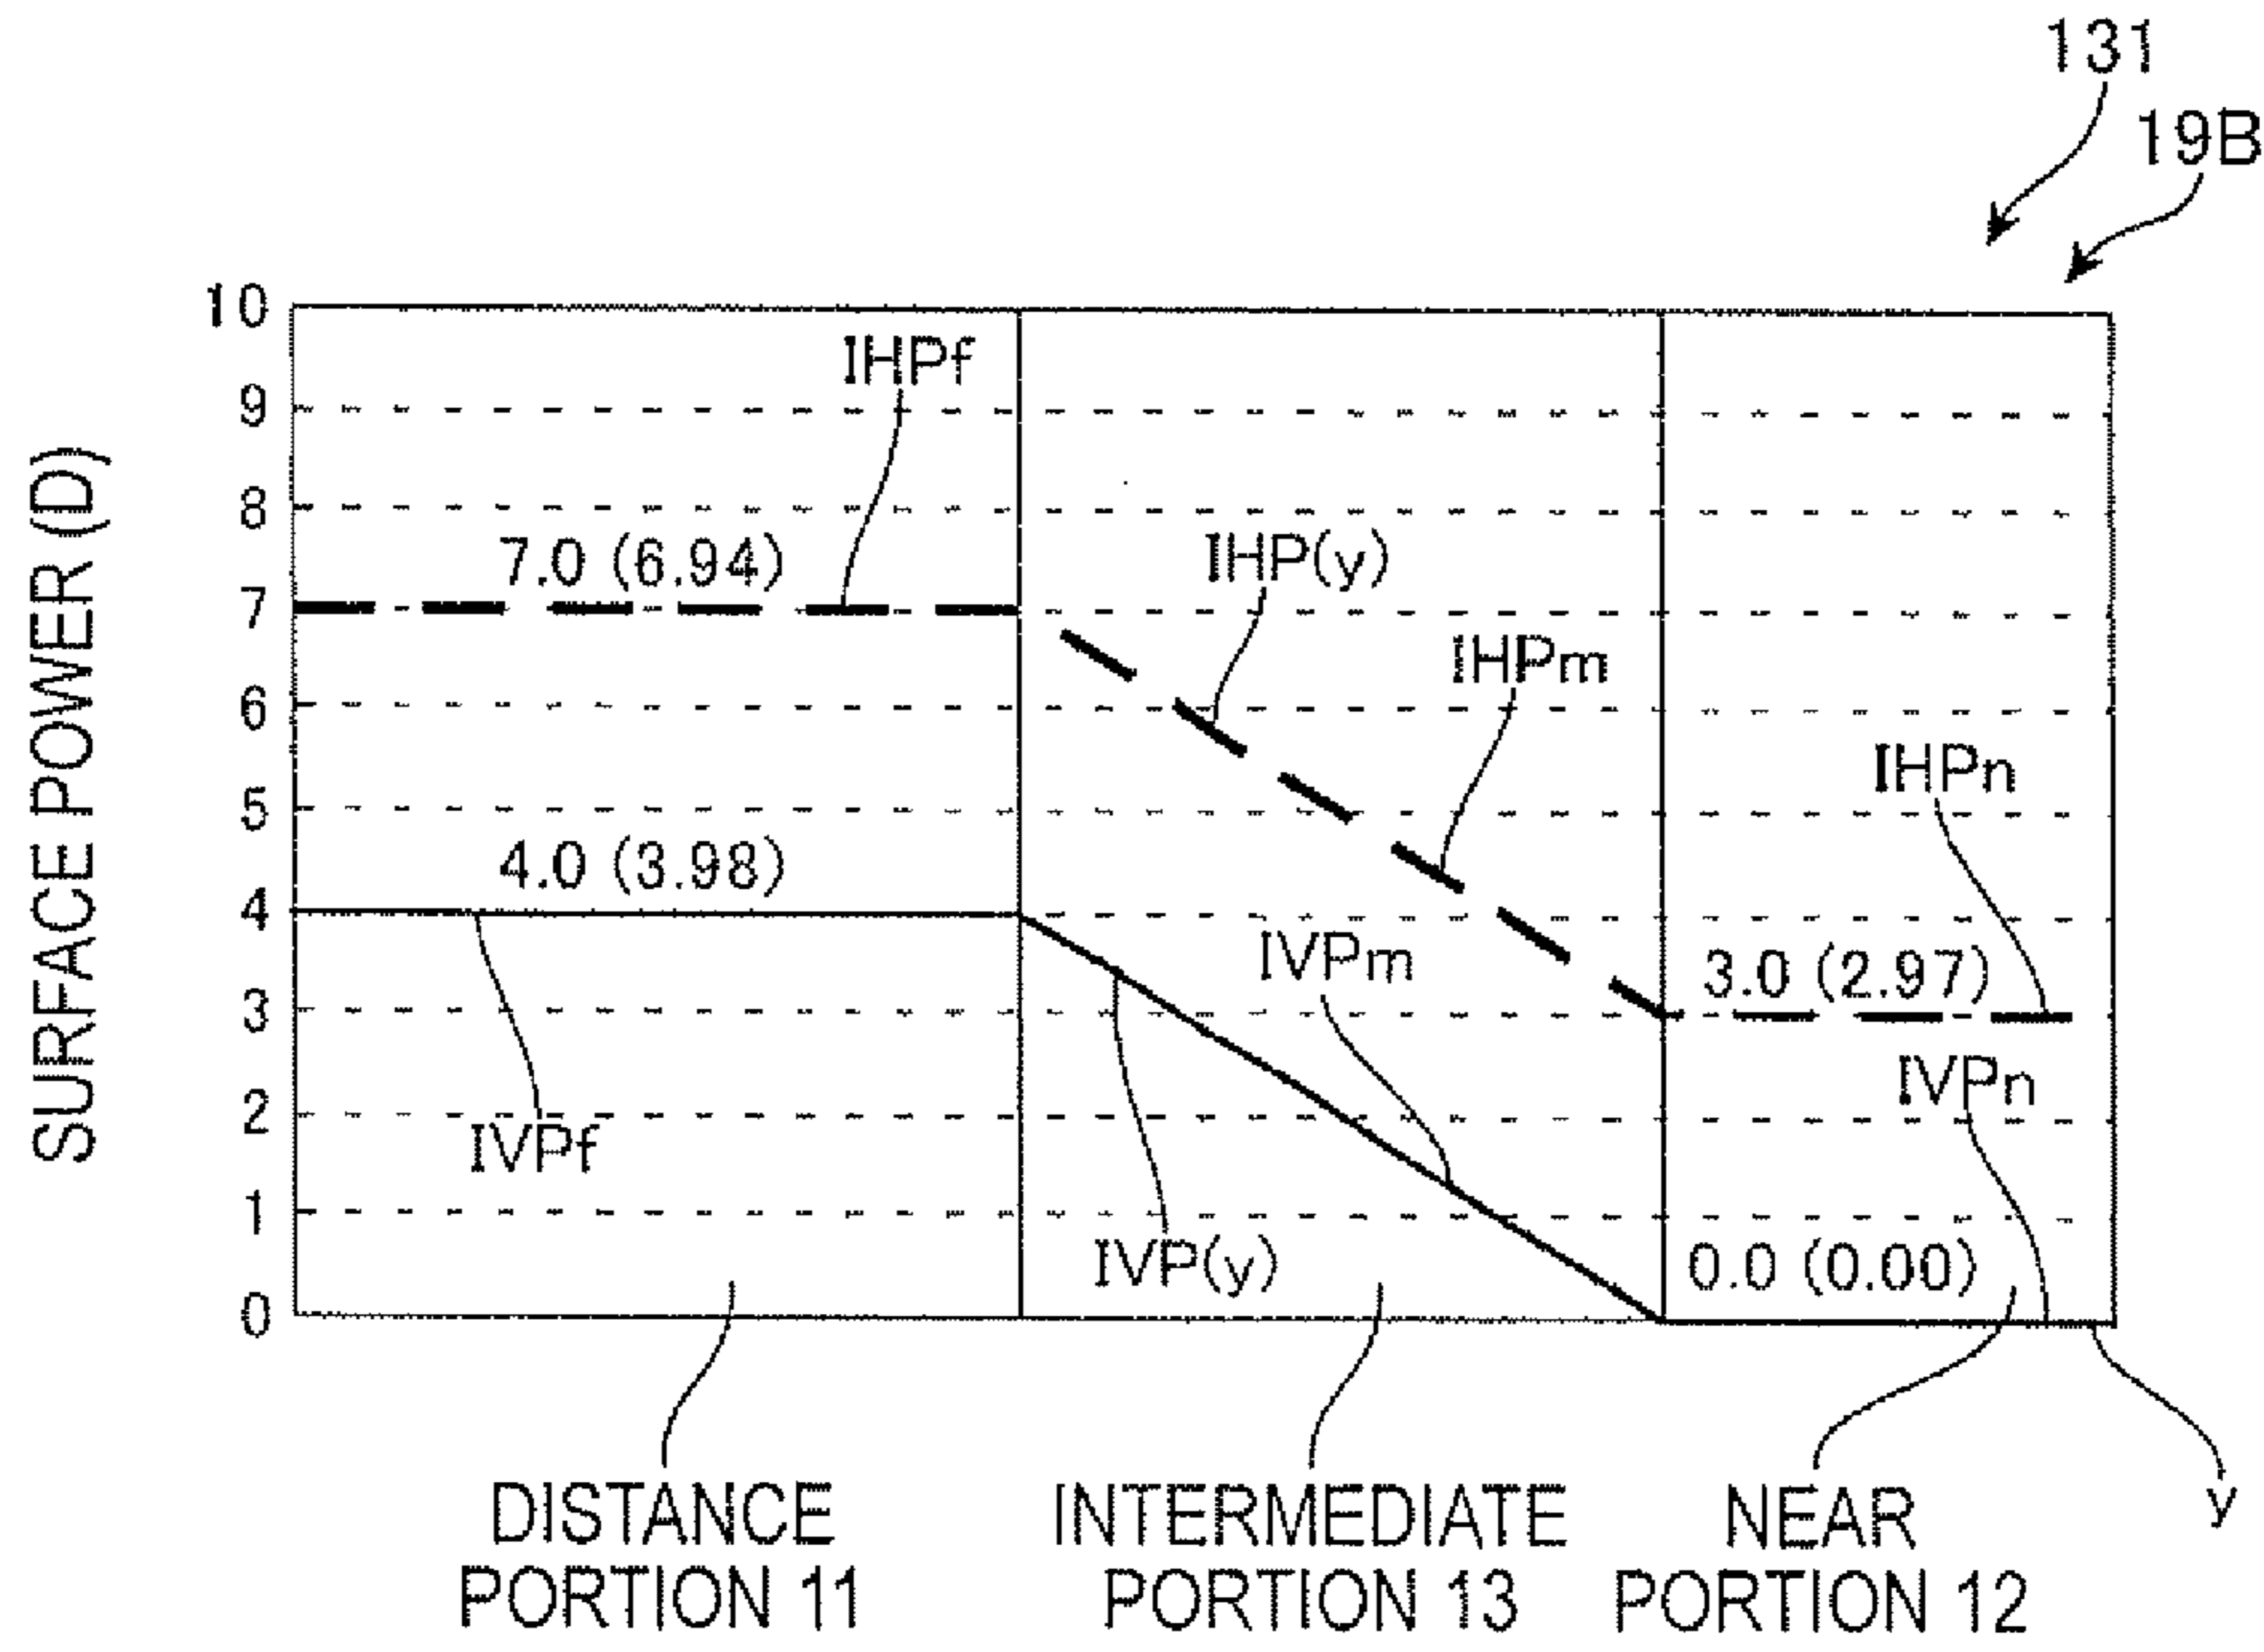 131
19B
SURFACE POWER (D)
10
9
8
7
6
5
4
3
2
1
0
IHPf
7.0 (6.94)
IHP(y)
IHPm
IHPn
4.0 (3.98)
IVPm
3.0 (2.97)
IVPn
IVPf
IVP(y)
0.0 (0.00)
DISTANCE
PORTION 11
INTERMEDIATE
PORTION 13
NEAR
PORTION 12
y